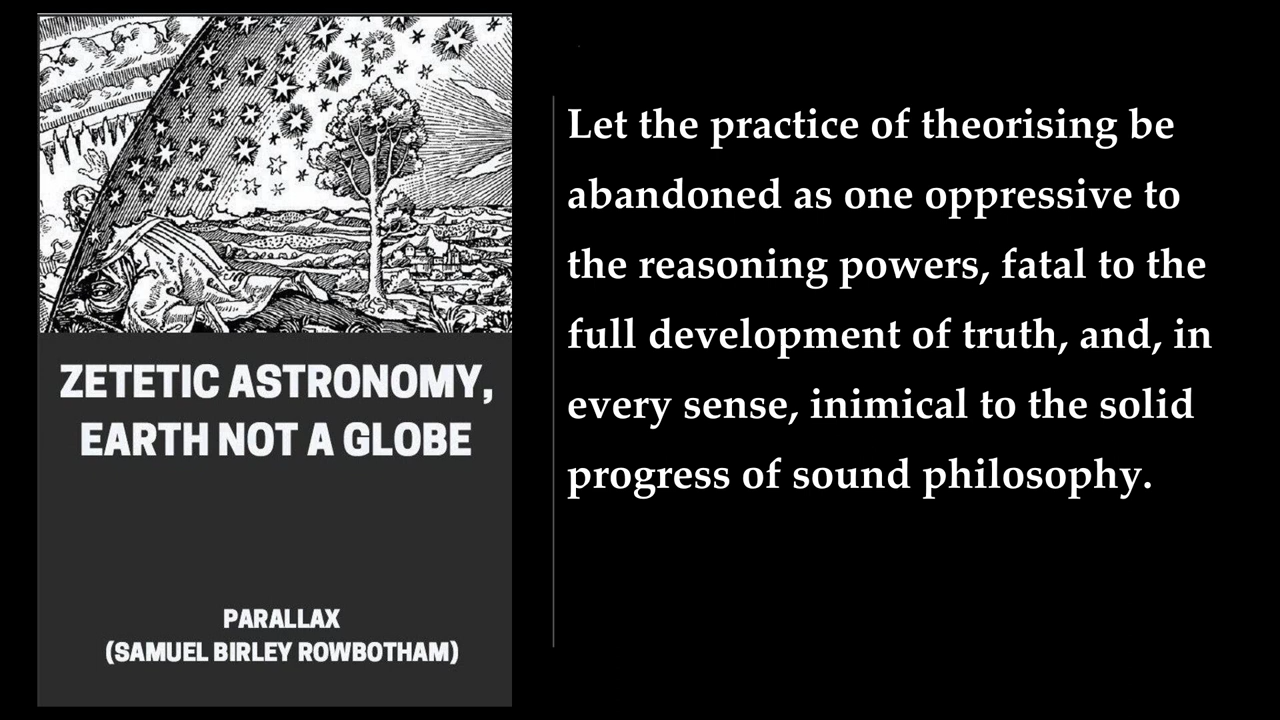 ZETETIC ASTRONOMY,
EARTH NOT A GLOBE
PARALLAX
(SAMUEL BIRLEY ROWBOTHAM)
Let the practice of theorising be
abandoned as one oppressive to
the reasoning powers, fatal to the
full development of truth, and, in
every sense, inimical to the solid
progress of sound philosophy.